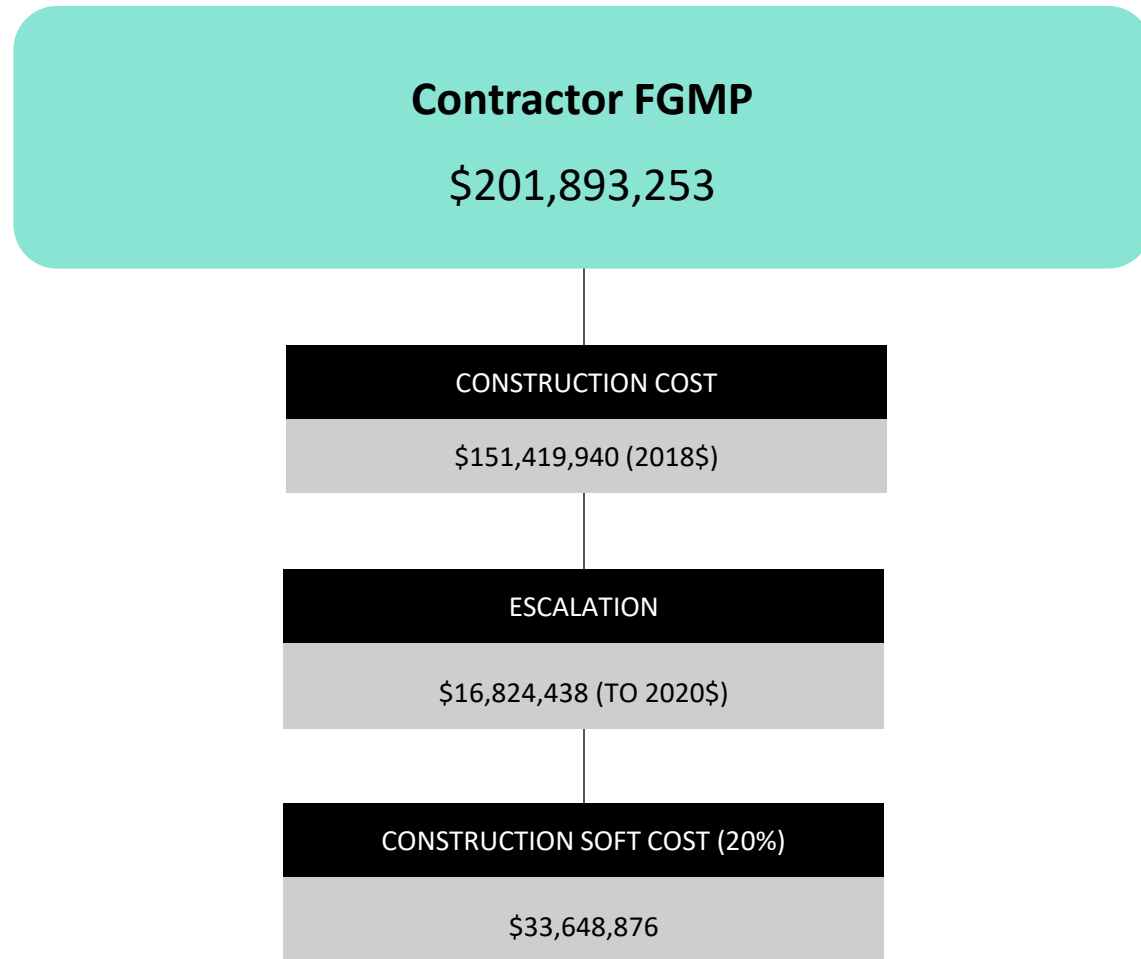 Contractor FGMP
$201,893,253
CONSTRUCTION COST
$151,419,940 (2018$)
ESCALATION
$16,824,438 (TO 2020$)
CONSTRUCTION SOFT COST (20%)
$33,648,876